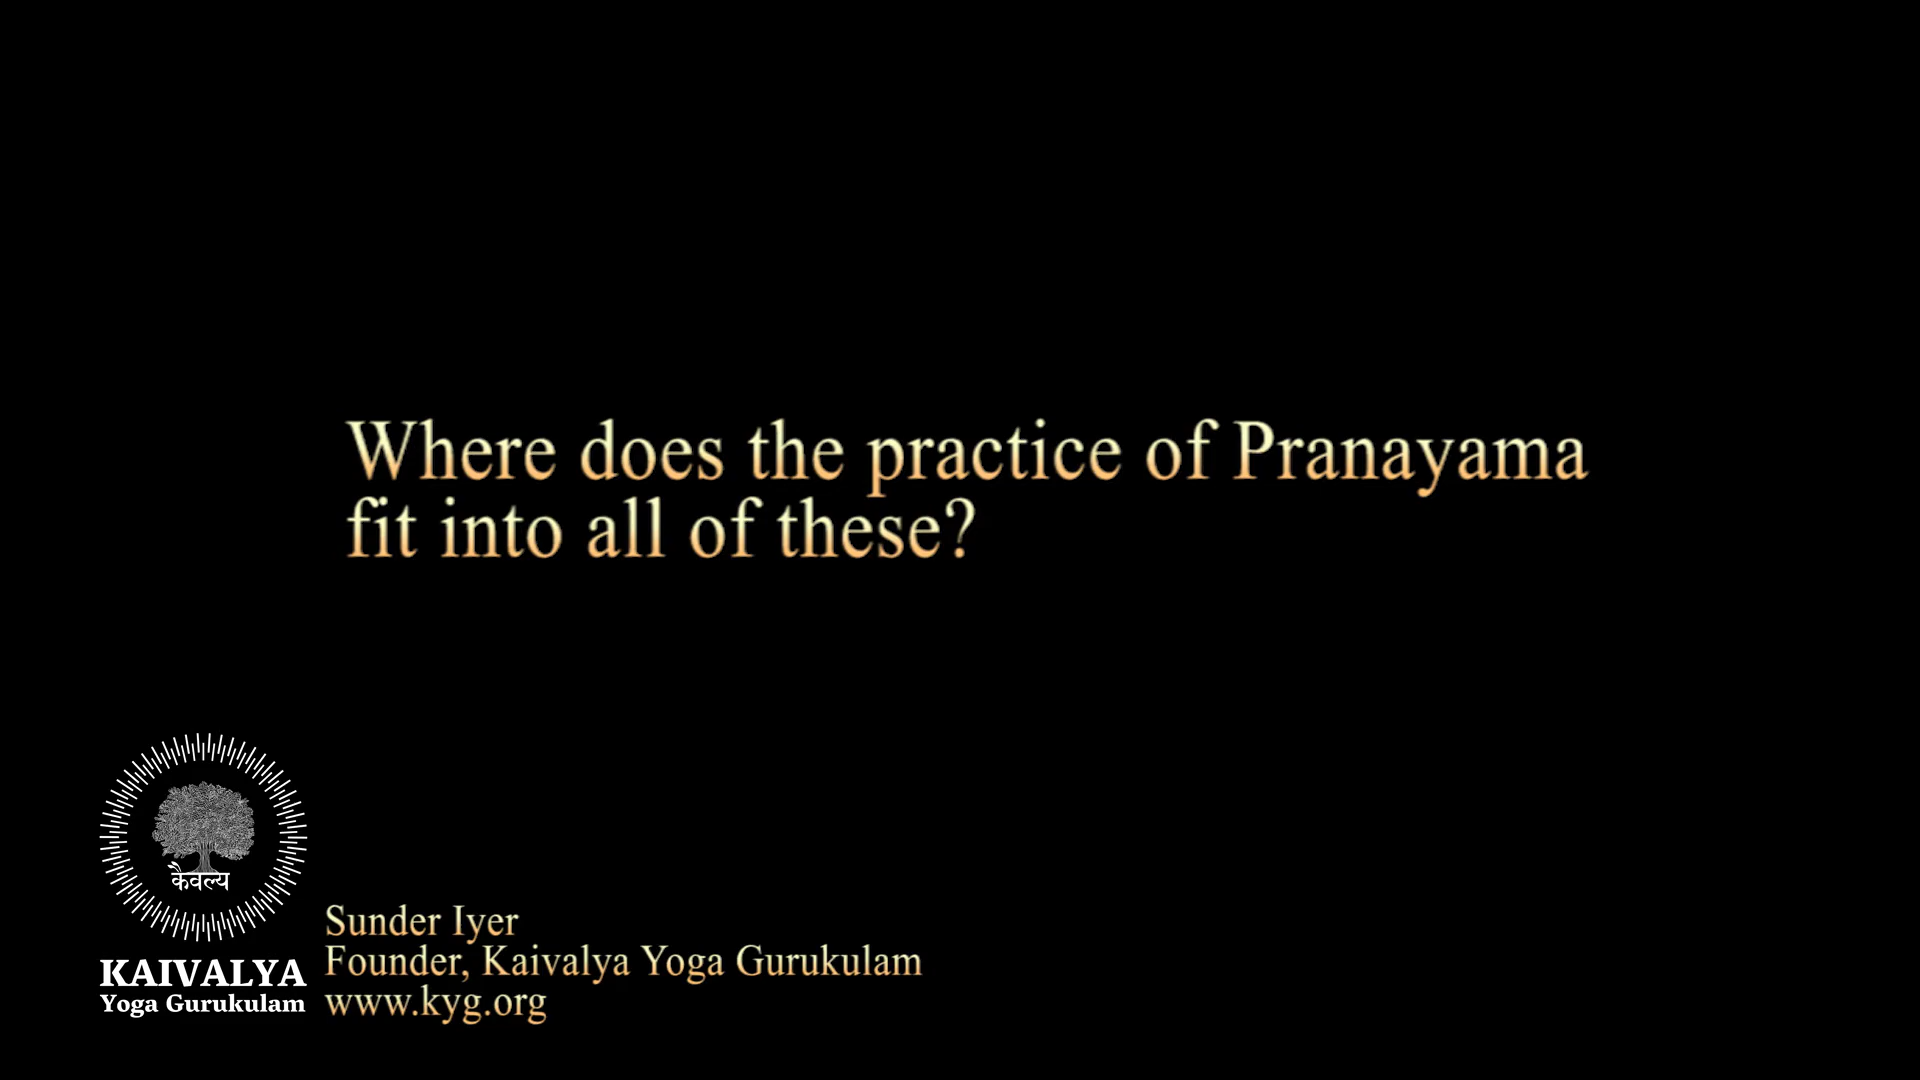 Where does the practice of Pranayama
fit into all of these?
कैवल्य
KAIVALYA
Yoga Gurukulam
Sunder Iyer
Founder, Kaivalya Yoga Gurukulam
www.kyg.org